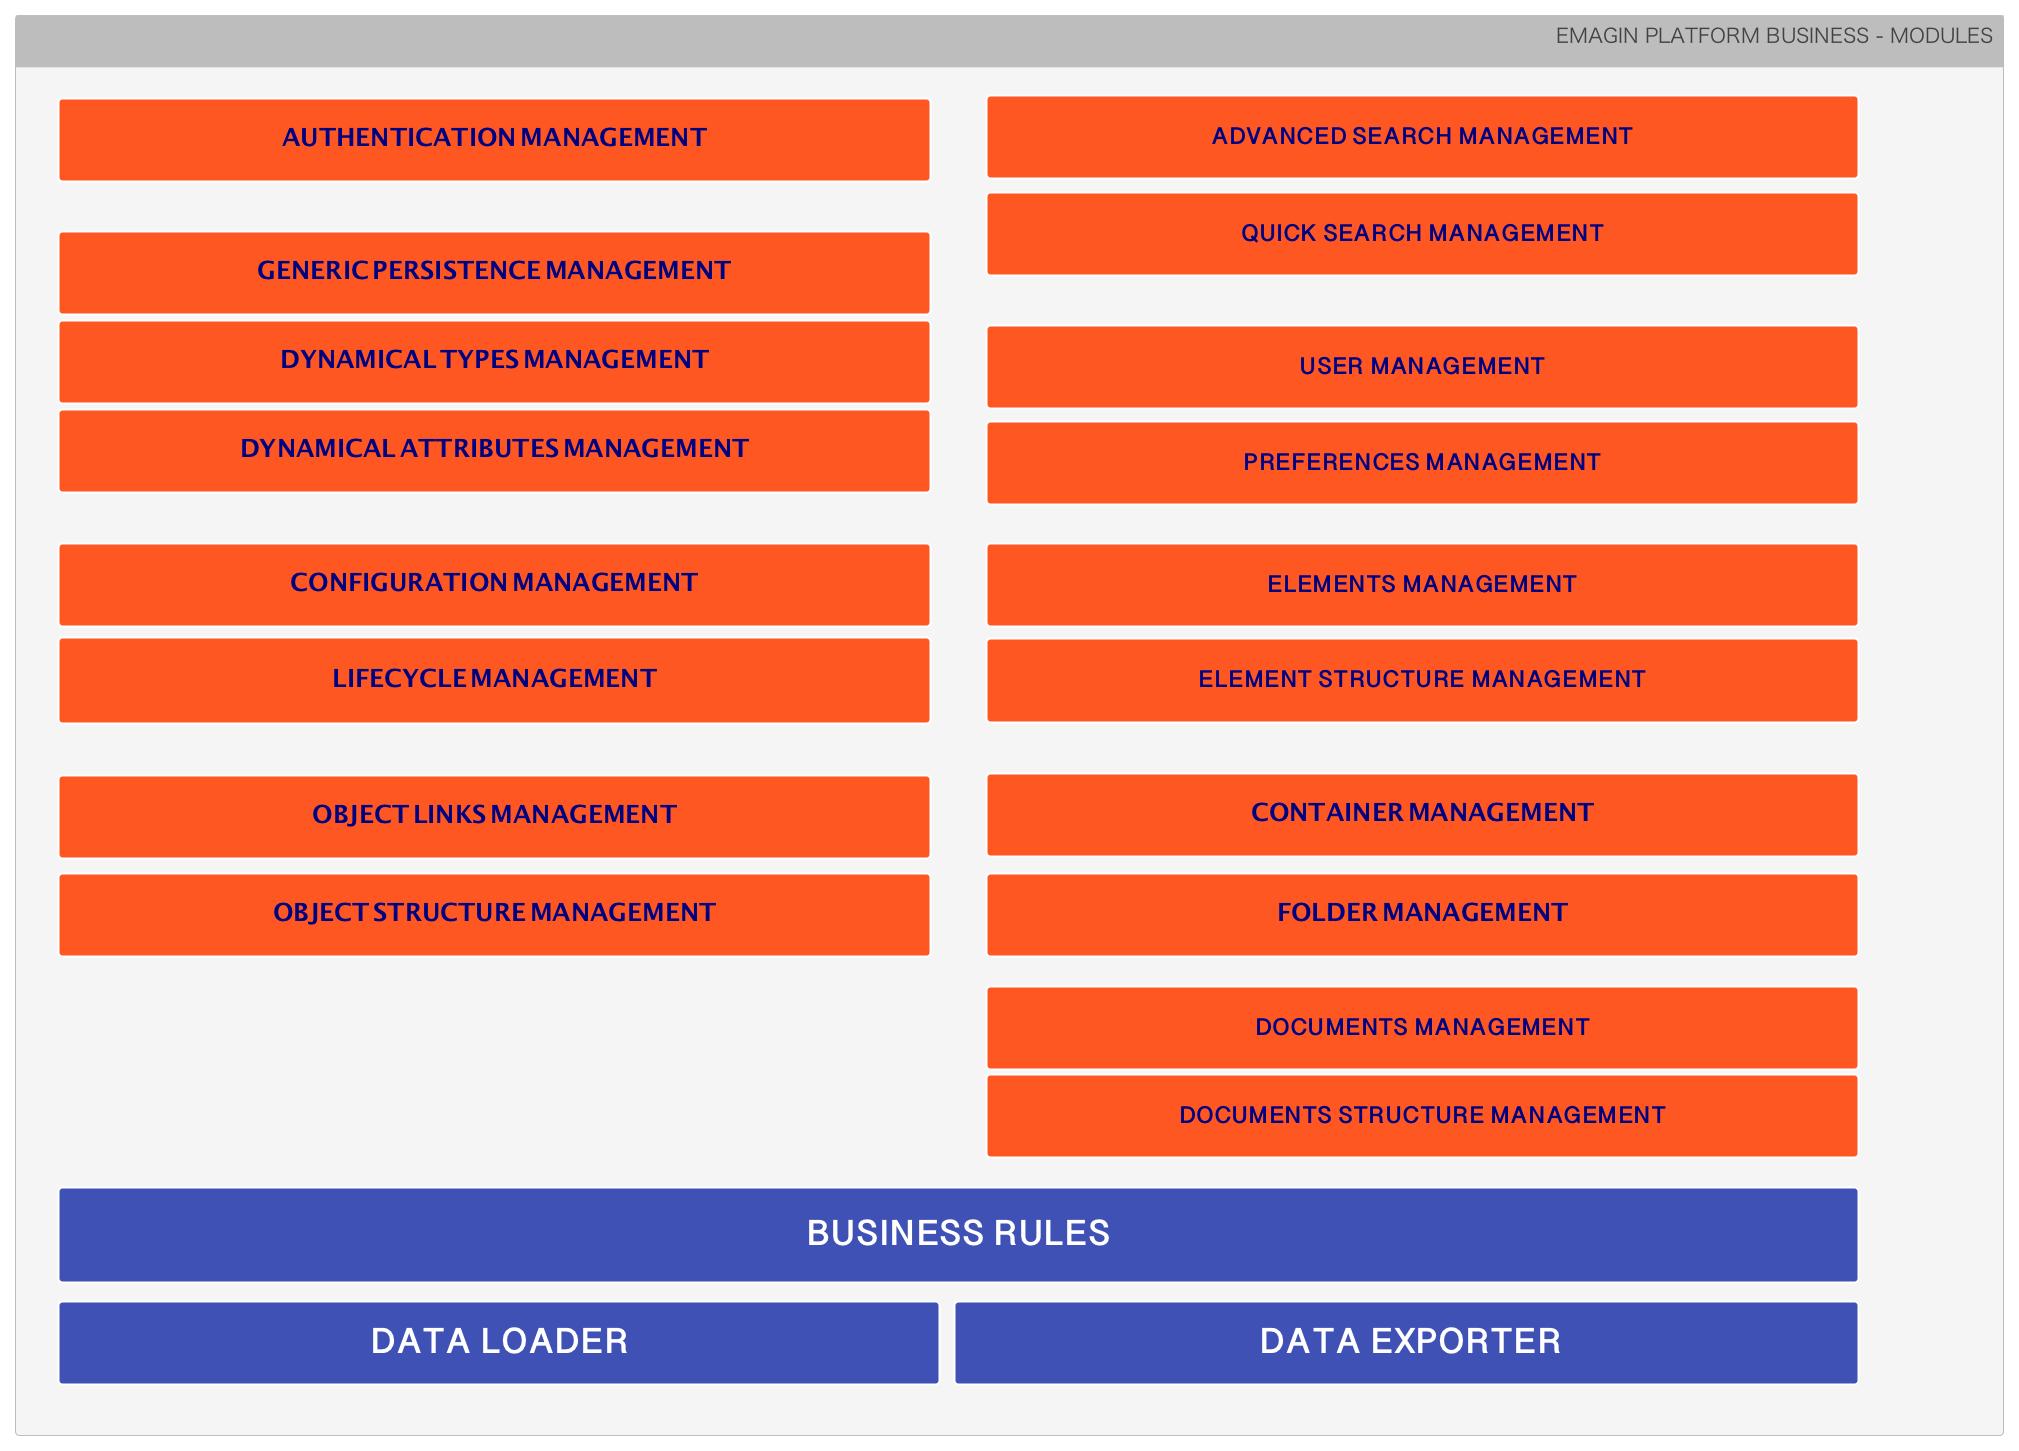 EMAGIN PLATFORM BUSINESS - MODULES
AUTHENTICATION MANAGEMENT
GENERIC PERSISTENCE MANAGEMENT
DYNAMICAL TYPES MANAGEMENT
DYNAMICAL ATTRIBUTES MANAGEMENT
CONFIGURATION MANAGEMENT
LIFECYCLE MANAGEMENT
OBJECT LINKS MANAGEMENT
OBJECT STRUCTURE MANAGEMENT
ADVANCED SEARCH MANAGEMENT
QUICK SEARCH MANAGEMENT
USER MANAGEMENT
PREFERENCES MANAGEMENT
ELEMENTS MANAGEMENT
ELEMENT STRUCTURE MANAGEMENT
CONTAINER MANAGEMENT
FOLDER MANAGEMENT
DOCUMENTS MANAGEMENT
DOCUMENTS STRUCTURE MANAGEMENT
BUSINESS RULES
DATA LOADER
DATA EXPORTER